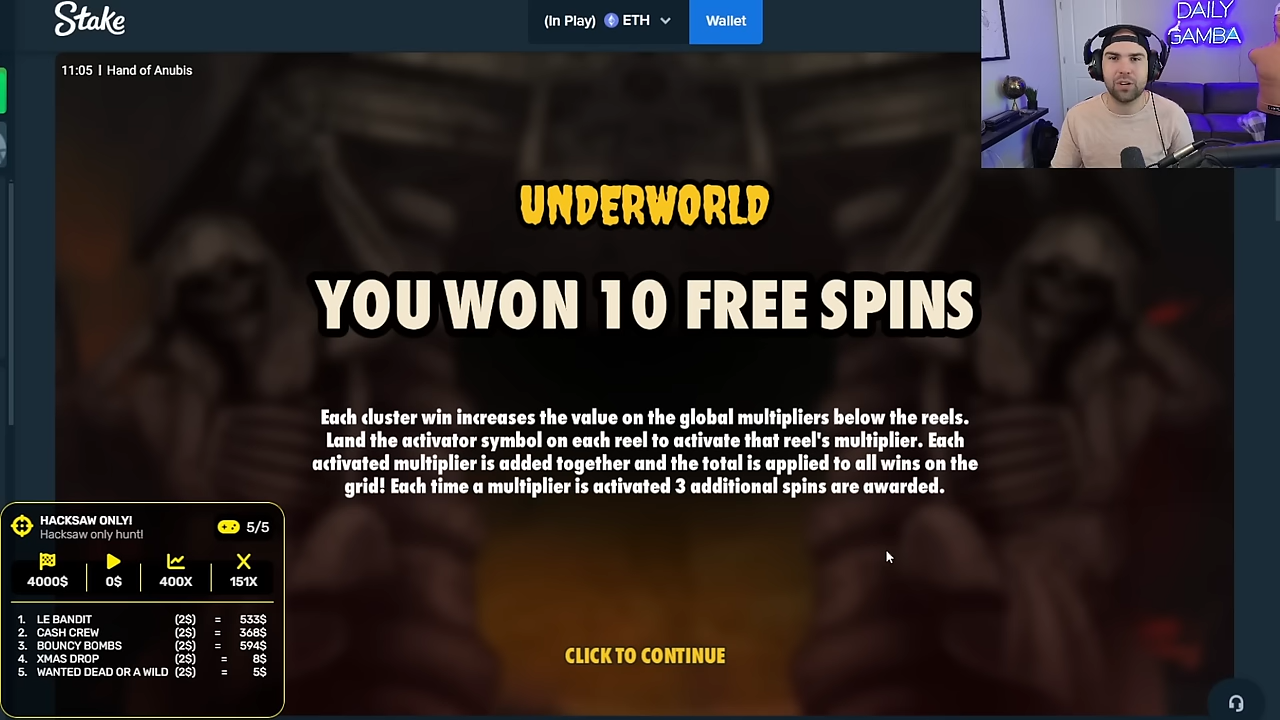 Stake
(In Play) ETH
Wallet
DAILY
GAMBA
11:05 | Hand of Anubis
UNDERWORLD
YOU WON 10 FREE SPINS
Each cluster win increases the value on the global multipliers below the reels.
Land the activator symbol on each reel to activate that reel's multiplier. Each
activated multiplier is added together and the total is applied to all wins on the
grid! Each time a multiplier is activated 3 additional spins are awarded.
CLICK TO CONTINUE
HACKSAW ONLY!
Hacksaw only hunt!
5/5
4000$ 0$ 400X 151X
1. LE BANDIT (2$) = 533$
2. CASH CREW (2$) = 368$
3. BOUNCY BOMBS (2$) = 594$
4. XMAS DROP (2$) = 8$
5. WANTED DEAD OR A WILD (2$) = 5$